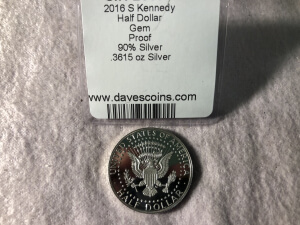 2016 S Kennedy
Half Dollar
Gem
Proof
90% Silver
.3615 oz Silver
www.davescoins.com
UNITED STATES OF AMERICA
HALF DOLLAR